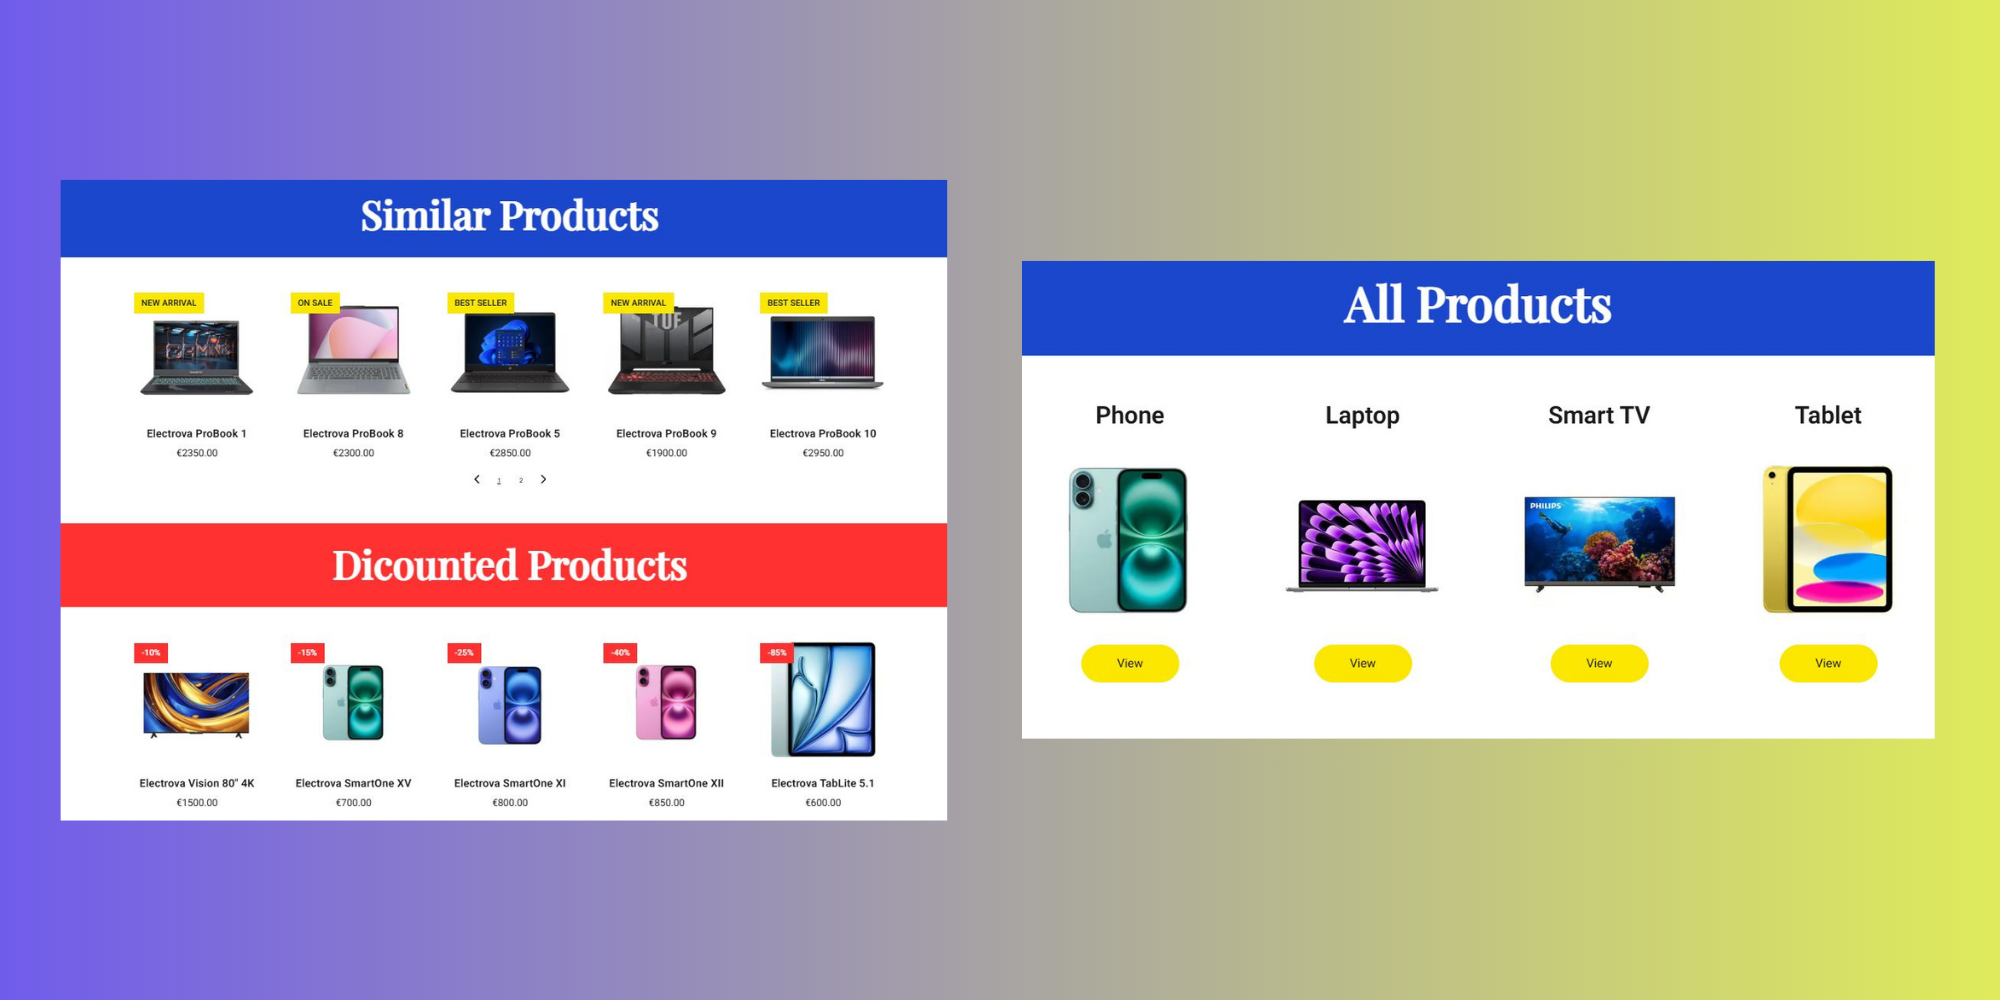 Similar Products
NEW ARRIVAL
ON SALE
BEST SELLER
NEW ARRIVAL
BEST SELLER
TUF
Electrova ProBook 1
Electrova ProBook 8
Electrova ProBook 5
Electrova ProBook 9
Electrova ProBook 10
€2350.00
€2300.00
€2850.00
€1900.00
€2950.00
1 2
Dicounted Products
-10%
-15%
-25%
-40%
-85%
Electrova Vision 80" 4K
Electrova SmartOne XV
Electrova SmartOne XI
Electrova SmartOne XII
Electrova TabLite 5.1
€1500.00
€700.00
€800.00
€850.00
€600.00
All Products
Phone
Laptop
Smart TV
Tablet
PHILIPS
View
View
View
View